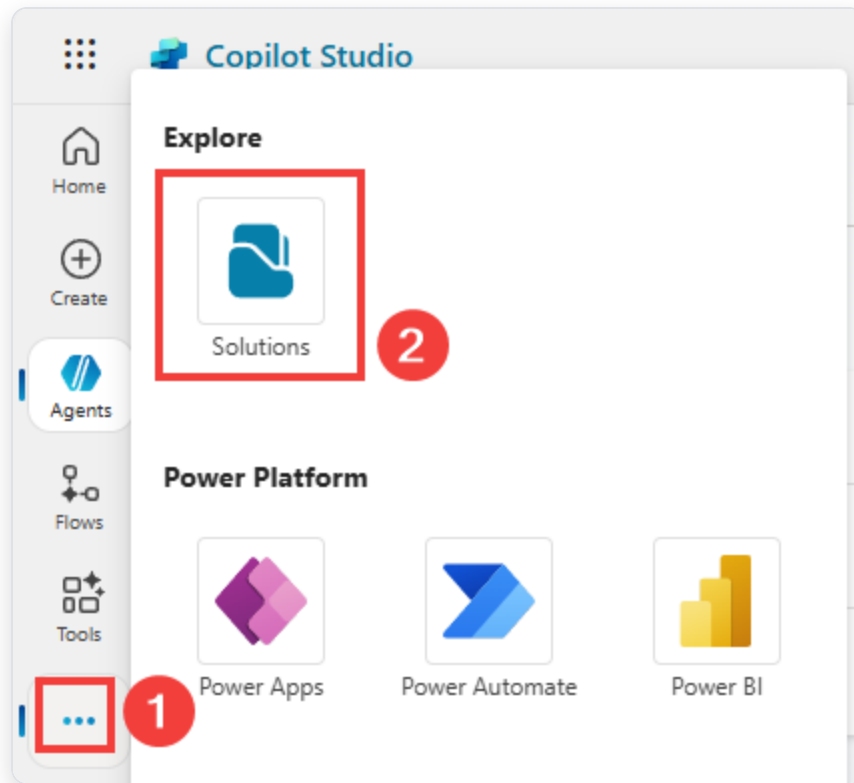 Copilot Studio
Home
Create
Agents
Flows
Tools
...
1
Explore
Solutions
2
Power Platform
Power Apps
Power Automate
Power BI